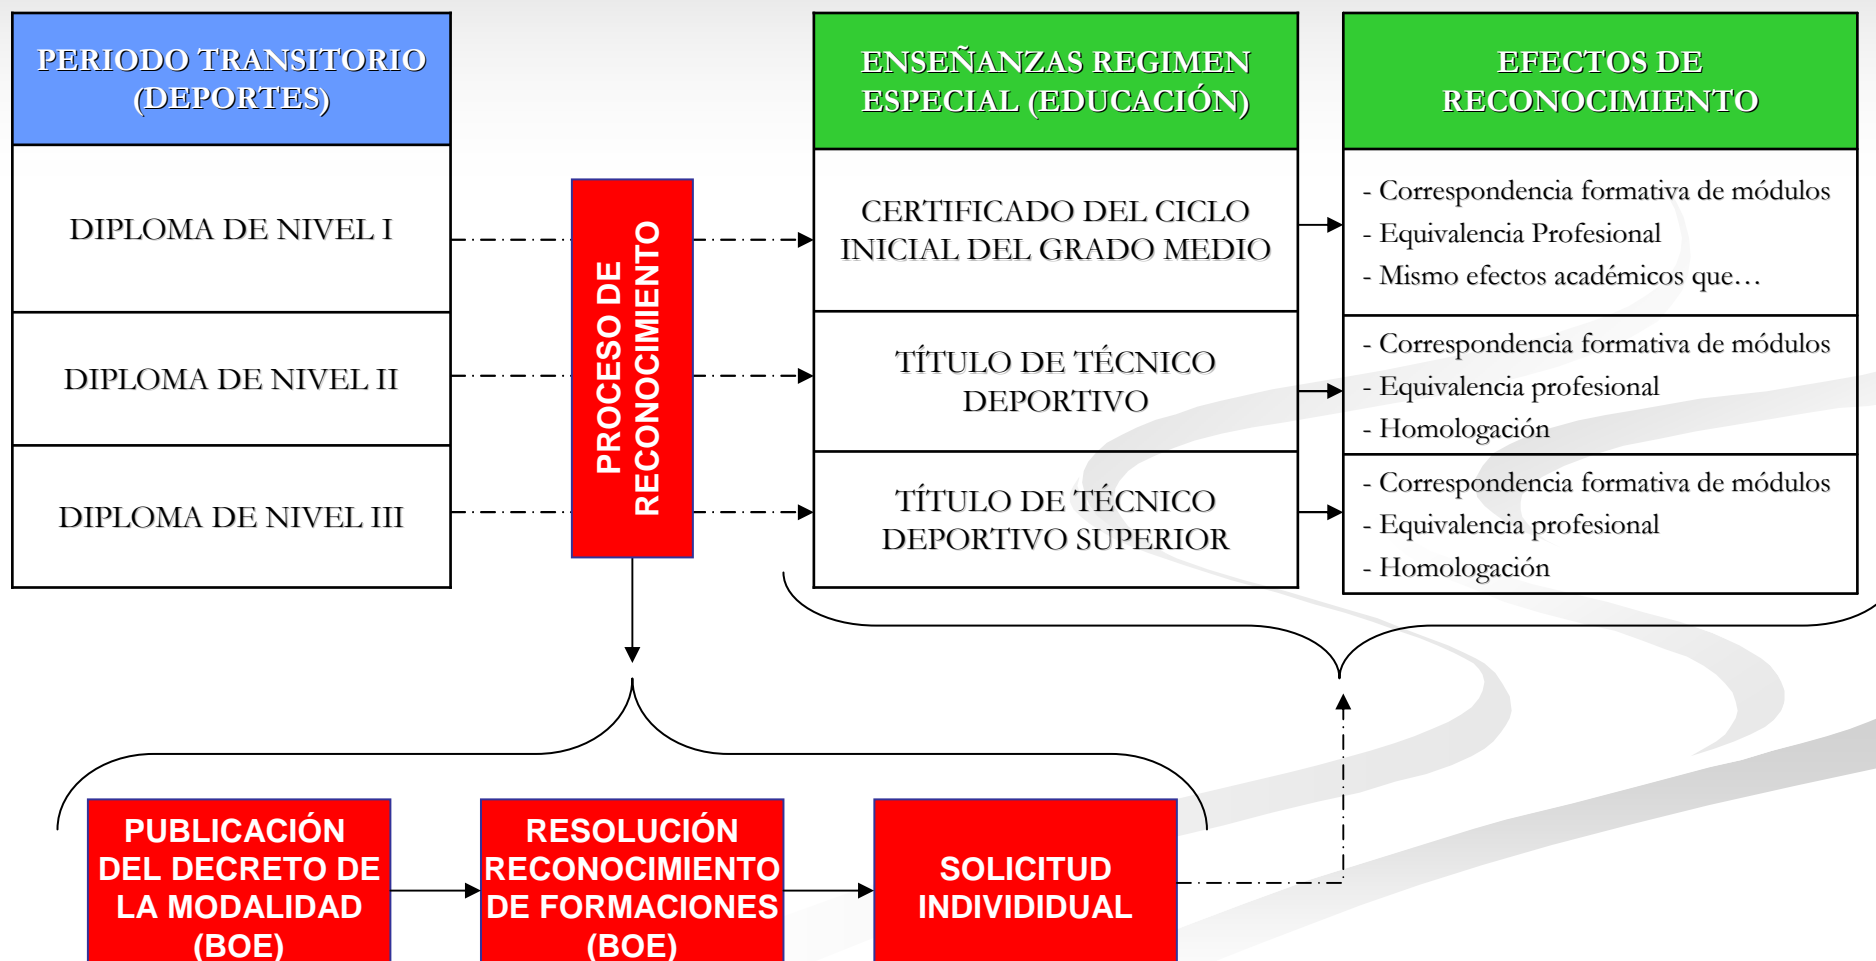 PERIODO TRANSITORIO
(DEPORTES)
DIPLOMA DE NIVEL I
DIPLOMA DE NIVEL II
DIPLOMA DE NIVEL III
PROCESO DE
RECONOCIMIENTO
ENSEÑANZAS REGIMEN
ESPECIAL (EDUCACIÓN)
CERTIFICADO DEL CICLO
INICIAL DEL GRADO MEDIO
TÍTULO DE TÉCNICO
DEPORTIVO
TÍTULO DE TÉCNICO
DEPORTIVO SUPERIOR
EFECTOS DE
RECONOCIMIENTO
- Correspondencia formativa de módulos
- Equivalencia Profesional
- Mismo efectos académicos que…
- Correspondencia formativa de módulos
- Equivalencia profesional
- Homologación
- Correspondencia formativa de módulos
- Equivalencia profesional
- Homologación
PUBLICACIÓN
DEL DECRETO DE
LA MODALIDAD
(BOE)
RESOLUCIÓN
RECONOCIMIENTO
DE FORMACIONES
(BOE)
SOLICITUD
INDIVIDIDUAL